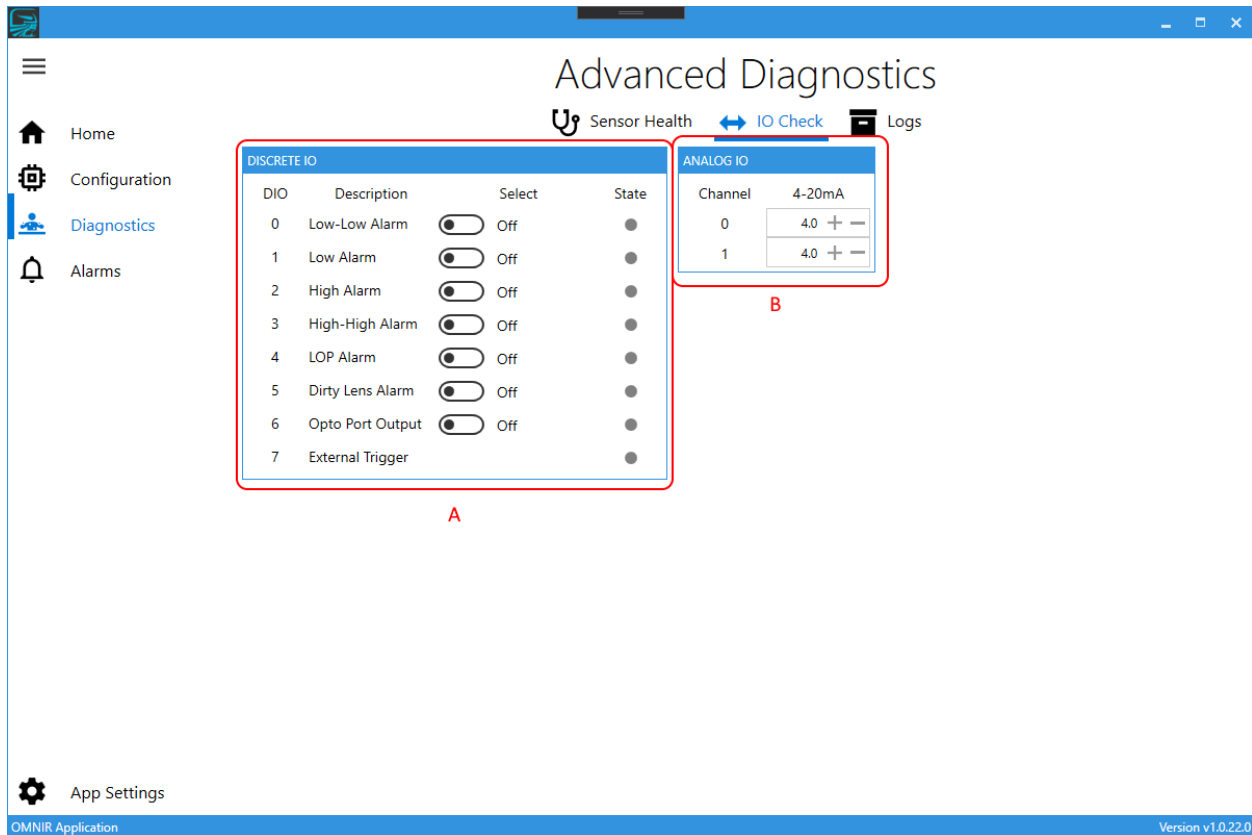 Advanced Diagnostics
Sensor Health IO Check Logs
Home
Configuration
Diagnostics
Alarms
DISCRETE IO
DIO Description Select State
0 Low-Low Alarm Off
1 Low Alarm Off
2 High Alarm Off
3 High-High Alarm Off
4 LOP Alarm Off
5 Dirty Lens Alarm Off
6 Opto Port Output Off
7 External Trigger
A
ANALOG IO
Channel 4-20mA
0 4.0 + −
1 4.0 + −
B
App Settings
OMNIR Application Version v1.0.22.0